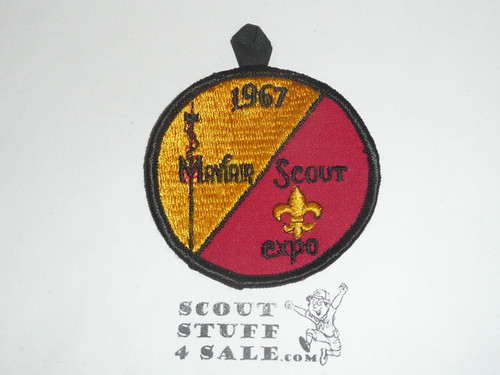 1967
Mayfair Scout
expo
SCOUT
STUFF
4 SALE.com